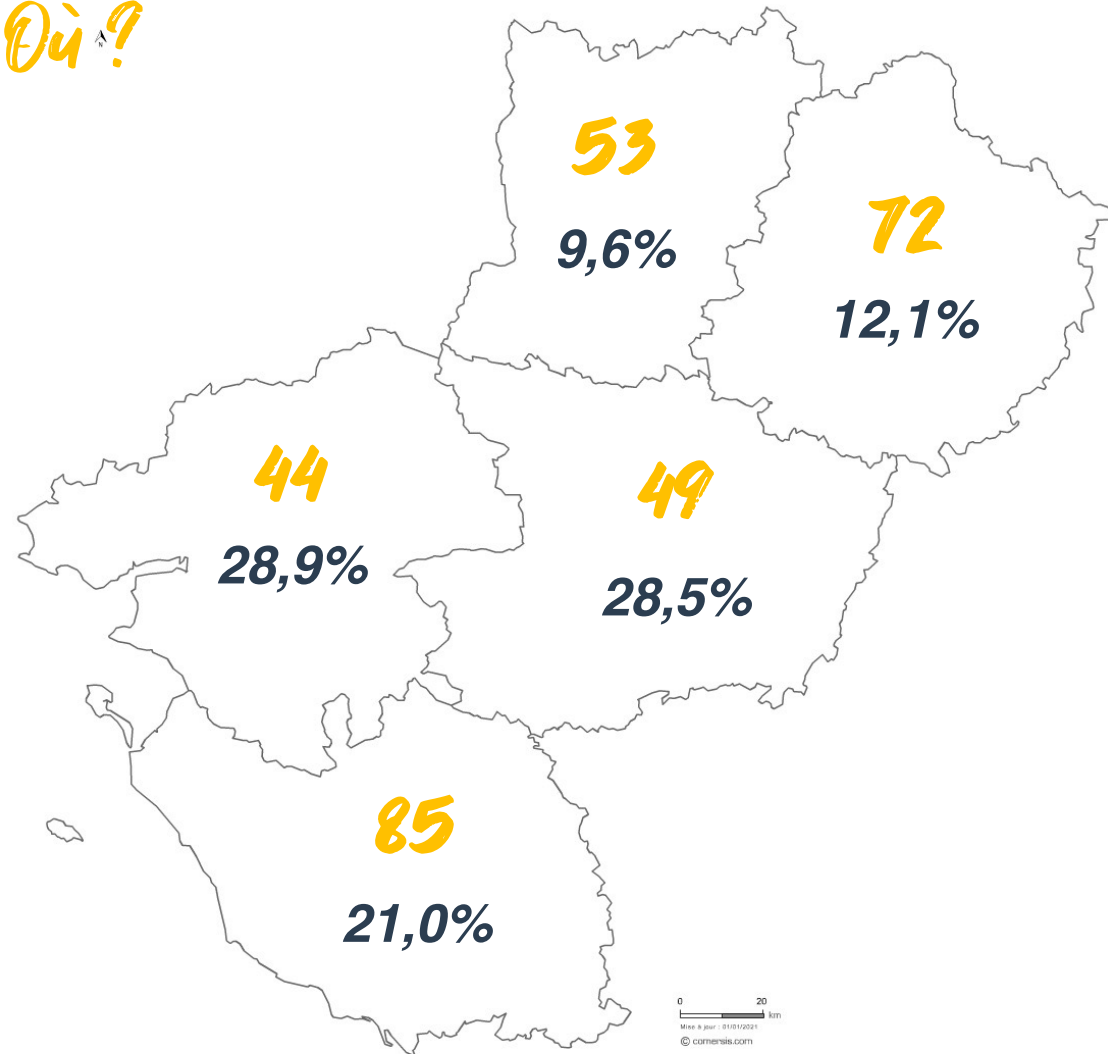 Où ?
N
53
9,6%
72
12,1%
44
28,9%
49
28,5%
85
21,0%
0 20 km
Mise à jour : 01/01/2021
© comersis.com